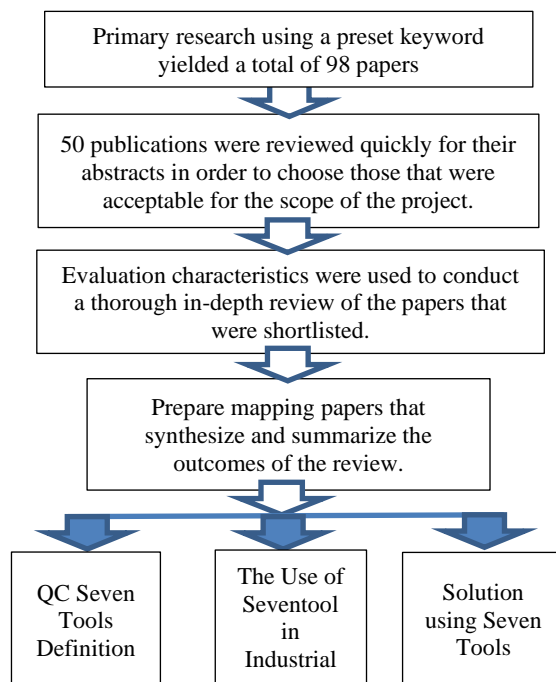 Primary research using a preset keyword
yielded a total of 98 papers
50 publications were reviewed quickly for their
abstracts in order to choose those that were
acceptable for the scope of the project.
Evaluation characteristics were used to conduct
a thorough in-depth review of the papers that
were shortlisted.
Prepare mapping papers that
synthesize and summarize the
outcomes of the review.
QC Seven
Tools
Definition
The Use of
Seventool
in
Industrial
Solution
using Seven
Tools